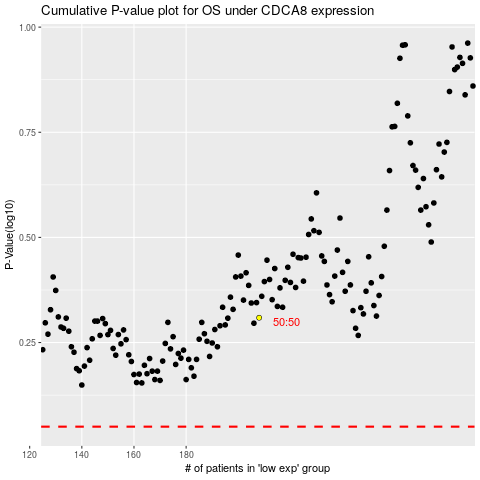 Cumulative P-value plot for OS under CDCA8 expression
P-Value(log10)
1.00
0.75
0.50
0.25
50:50
120 140 160 180
# of patients in 'low exp' group